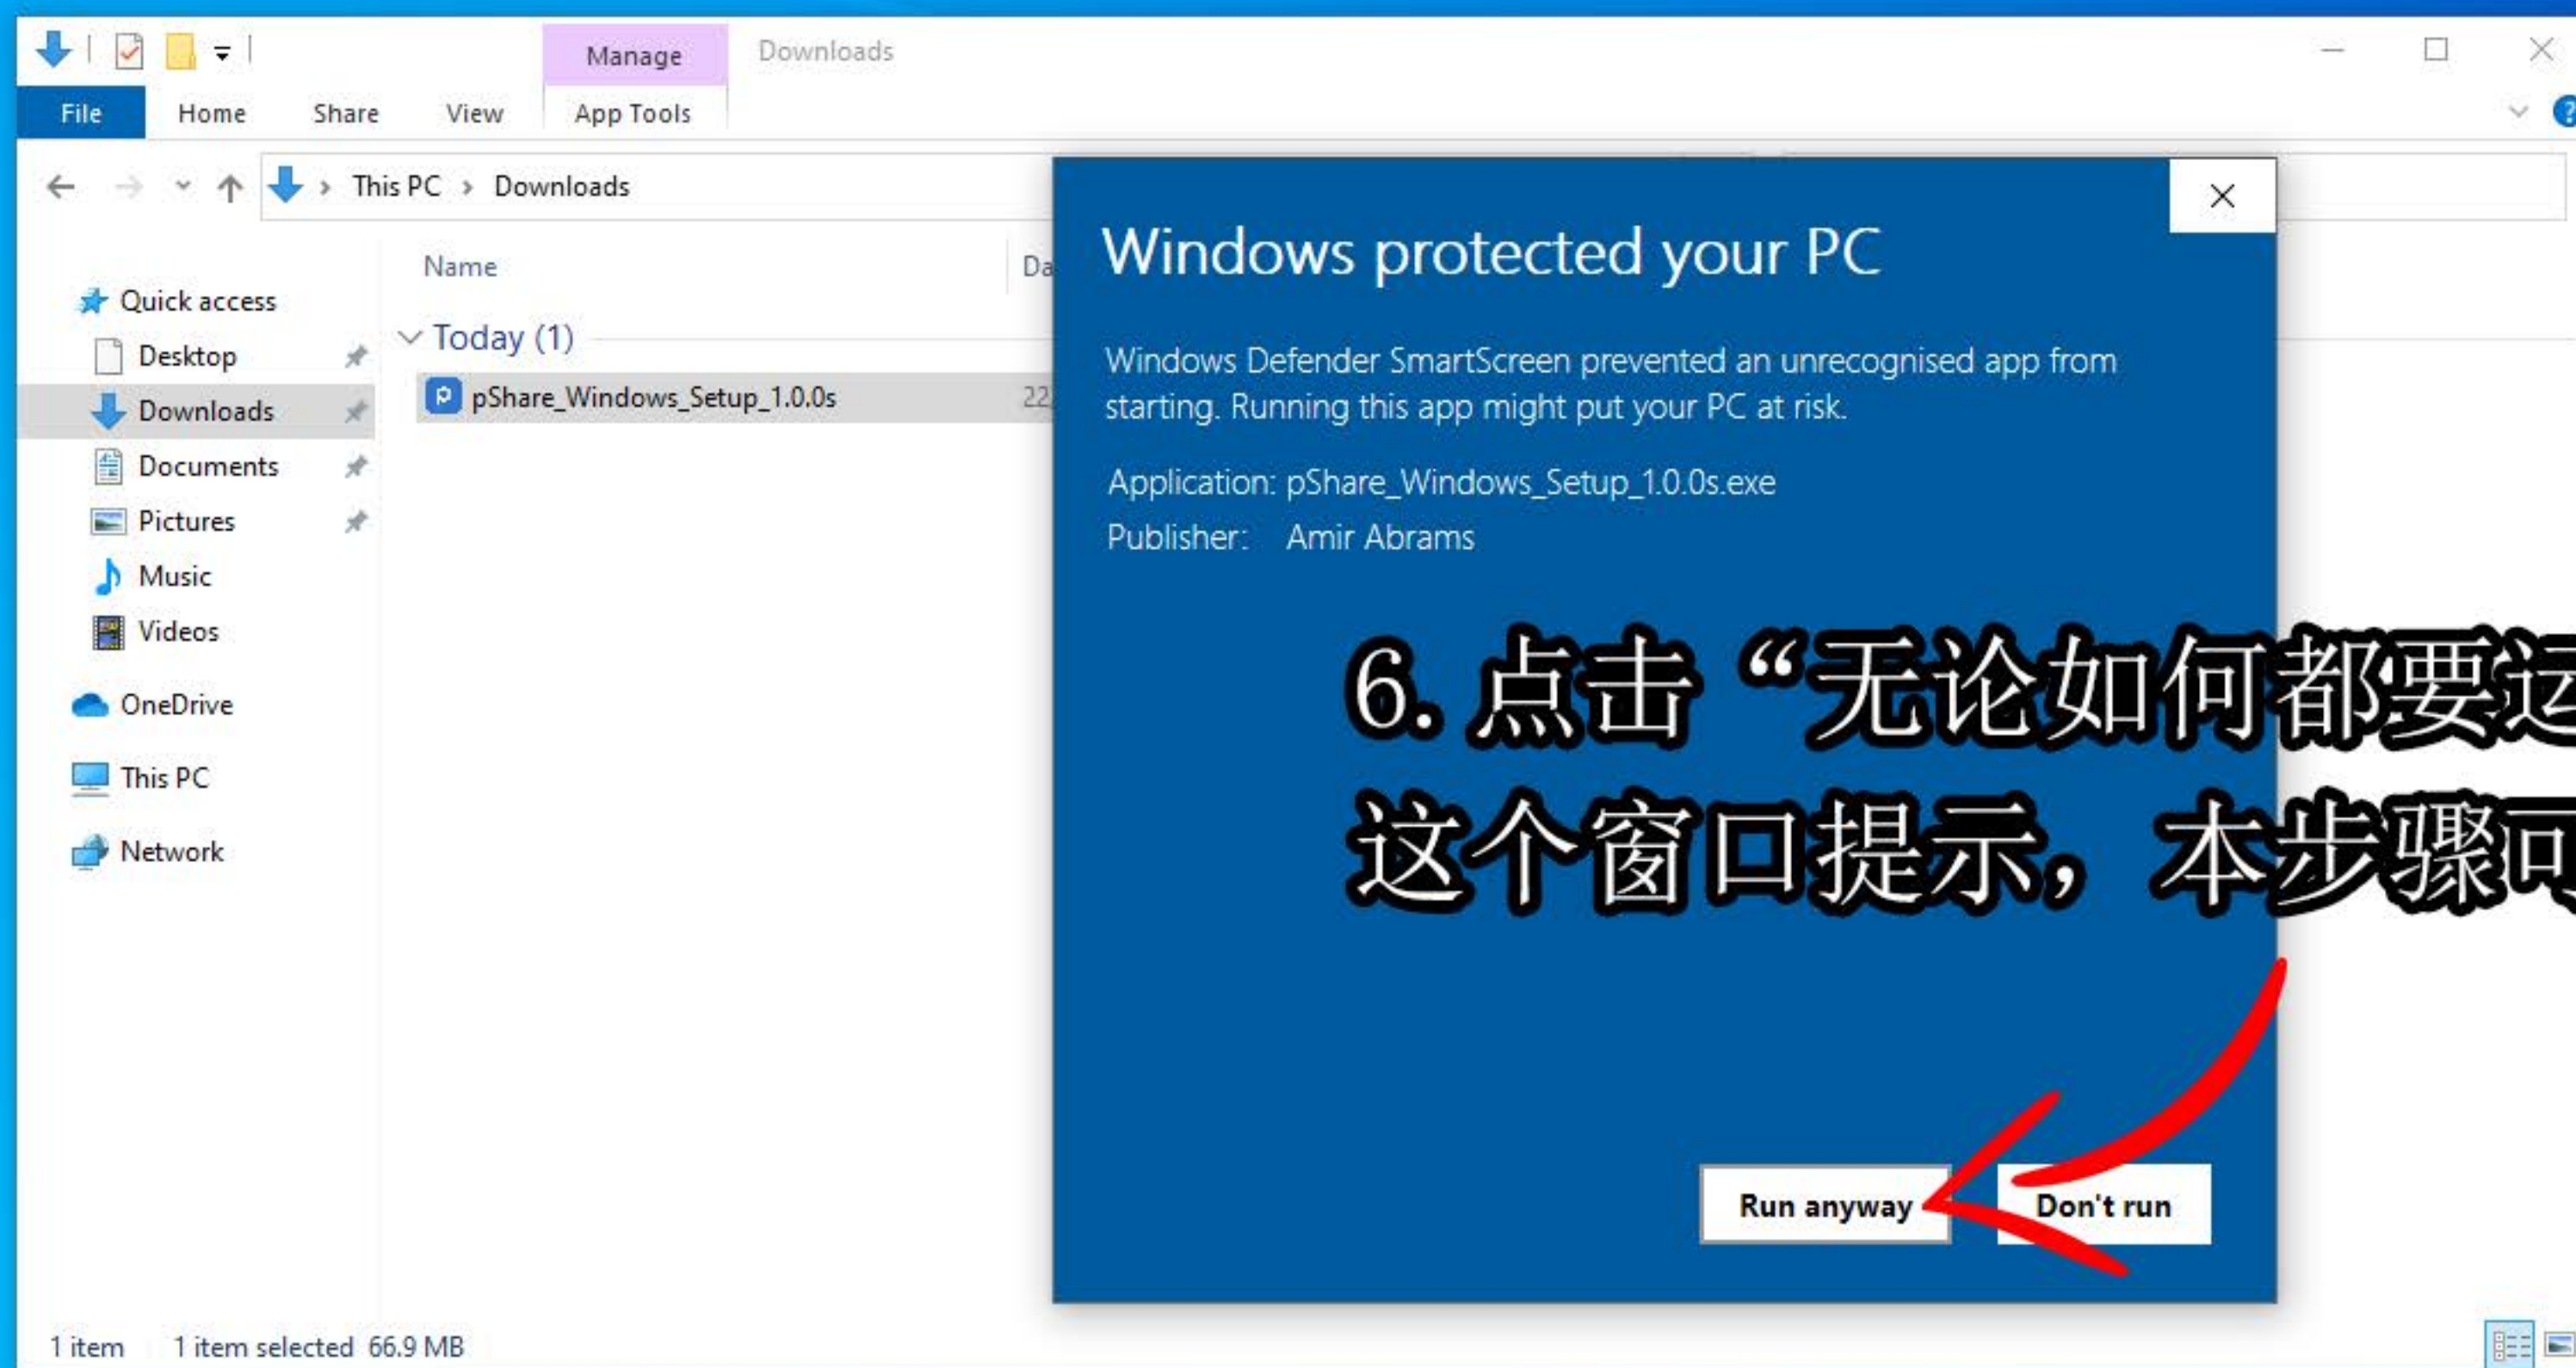 Manage
Downloads
File
Home
Share
View
App Tools
This PC
Downloads
Name
Quick access
Today (1)
Desktop
pShare_Windows_Setup_1.0.0s
22
Downloads
Documents
Pictures
Music
Videos
OneDrive
This PC
Network
Windows protected your PC
Windows Defender SmartScreen prevented an unrecognised app from
starting. Running this app might put your PC at risk.
Application: pShare_Windows_Setup_1.0.0s.exe
Publisher: Amir Abrams
6. 点击“无论如何都要运
这个窗口提示，本步骤可
Run anyway
Don't run
1 item
1 item selected 66.9 MB